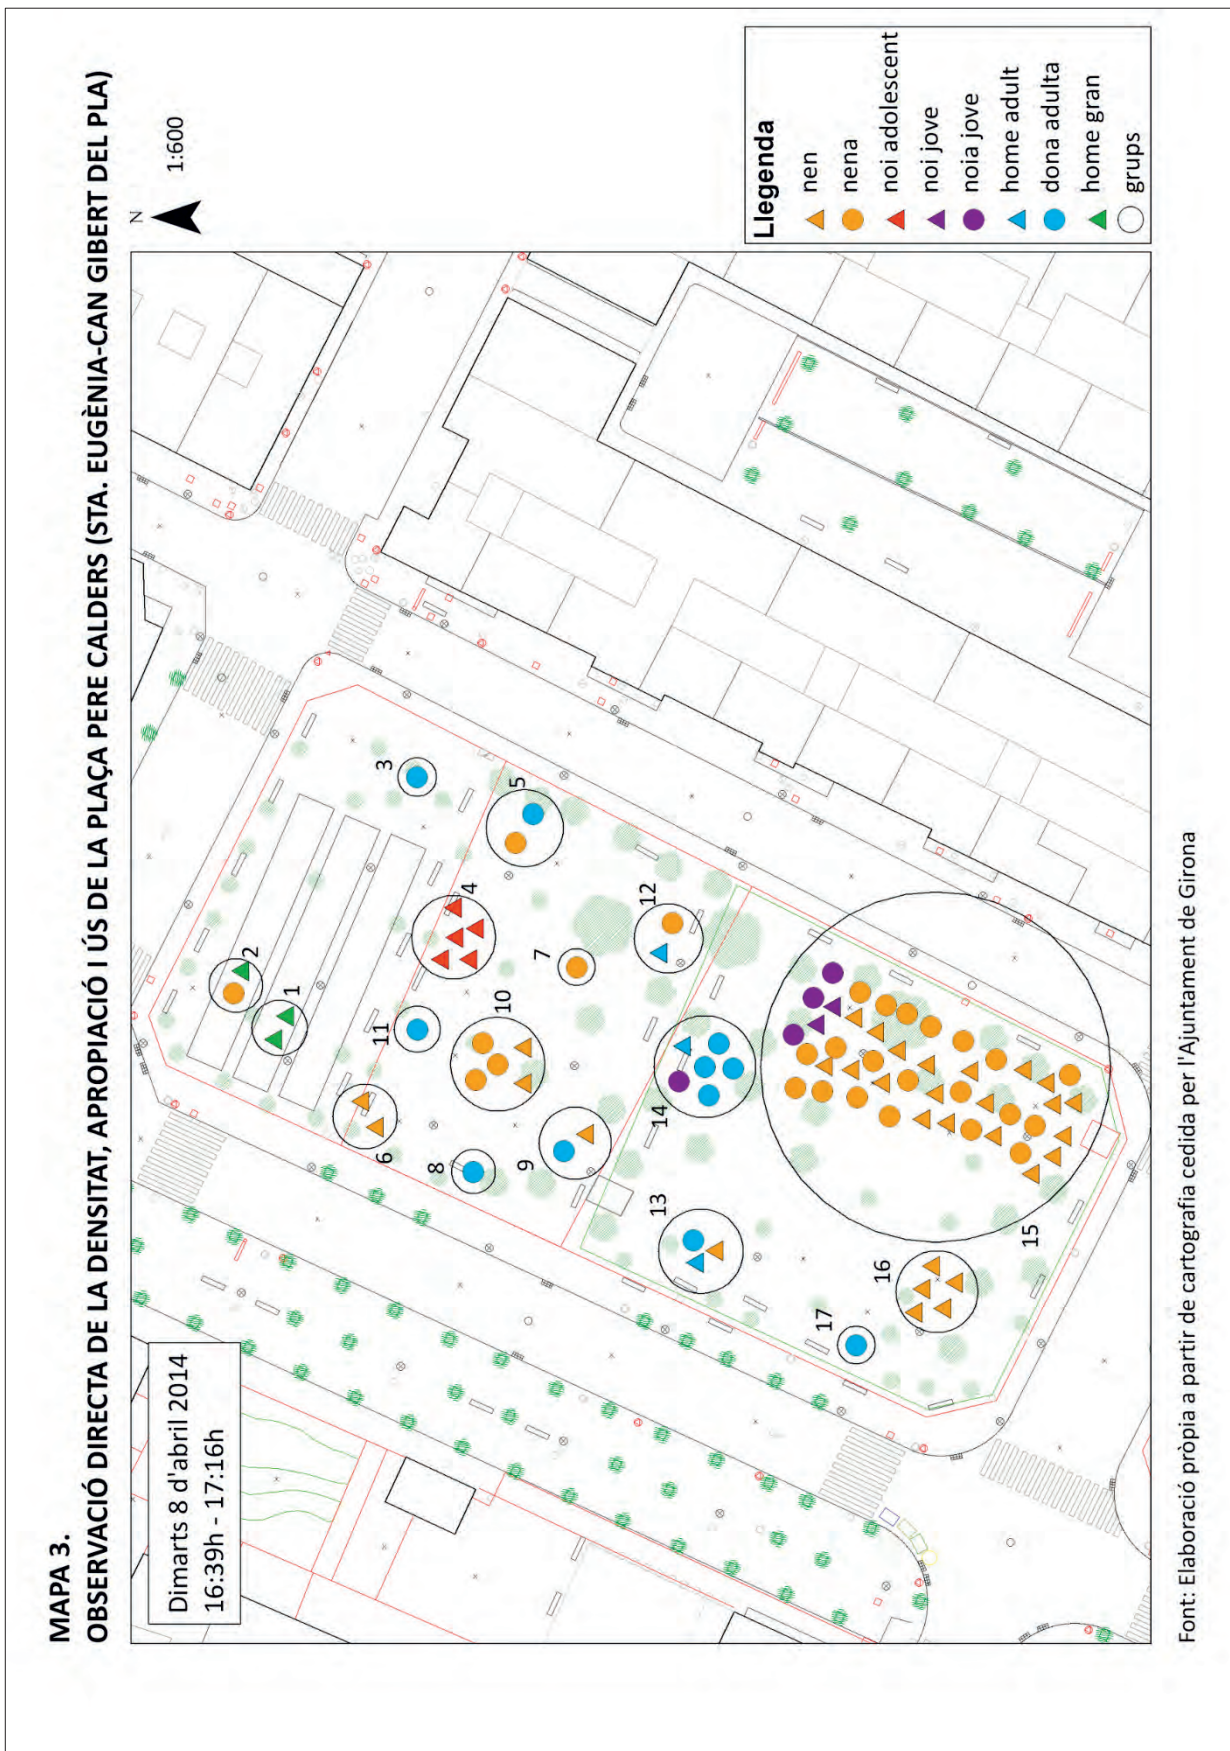 MAPA 3.
OBSERVACIÓ DIRECTA DE LA DENSITAT, APROPIACIÓ I ÚS DE LA PLAÇA PERE CALDERS (STA. EUGÈNIA-CAN GIBERT DEL PLA)
N
1:600
Dimarts 8 d'abril 2014
16:39h - 17:16h
2
1
3
4
5
6
11
7
10
8
9
12
14
13
15
16
17
Llegenda
nen
nena
noi adolescent
noi jove
noia jove
home adult
dona adulta
home gran
grups
Font: Elaboració pròpia a partir de cartografia cedida per l'Ajuntament de Girona